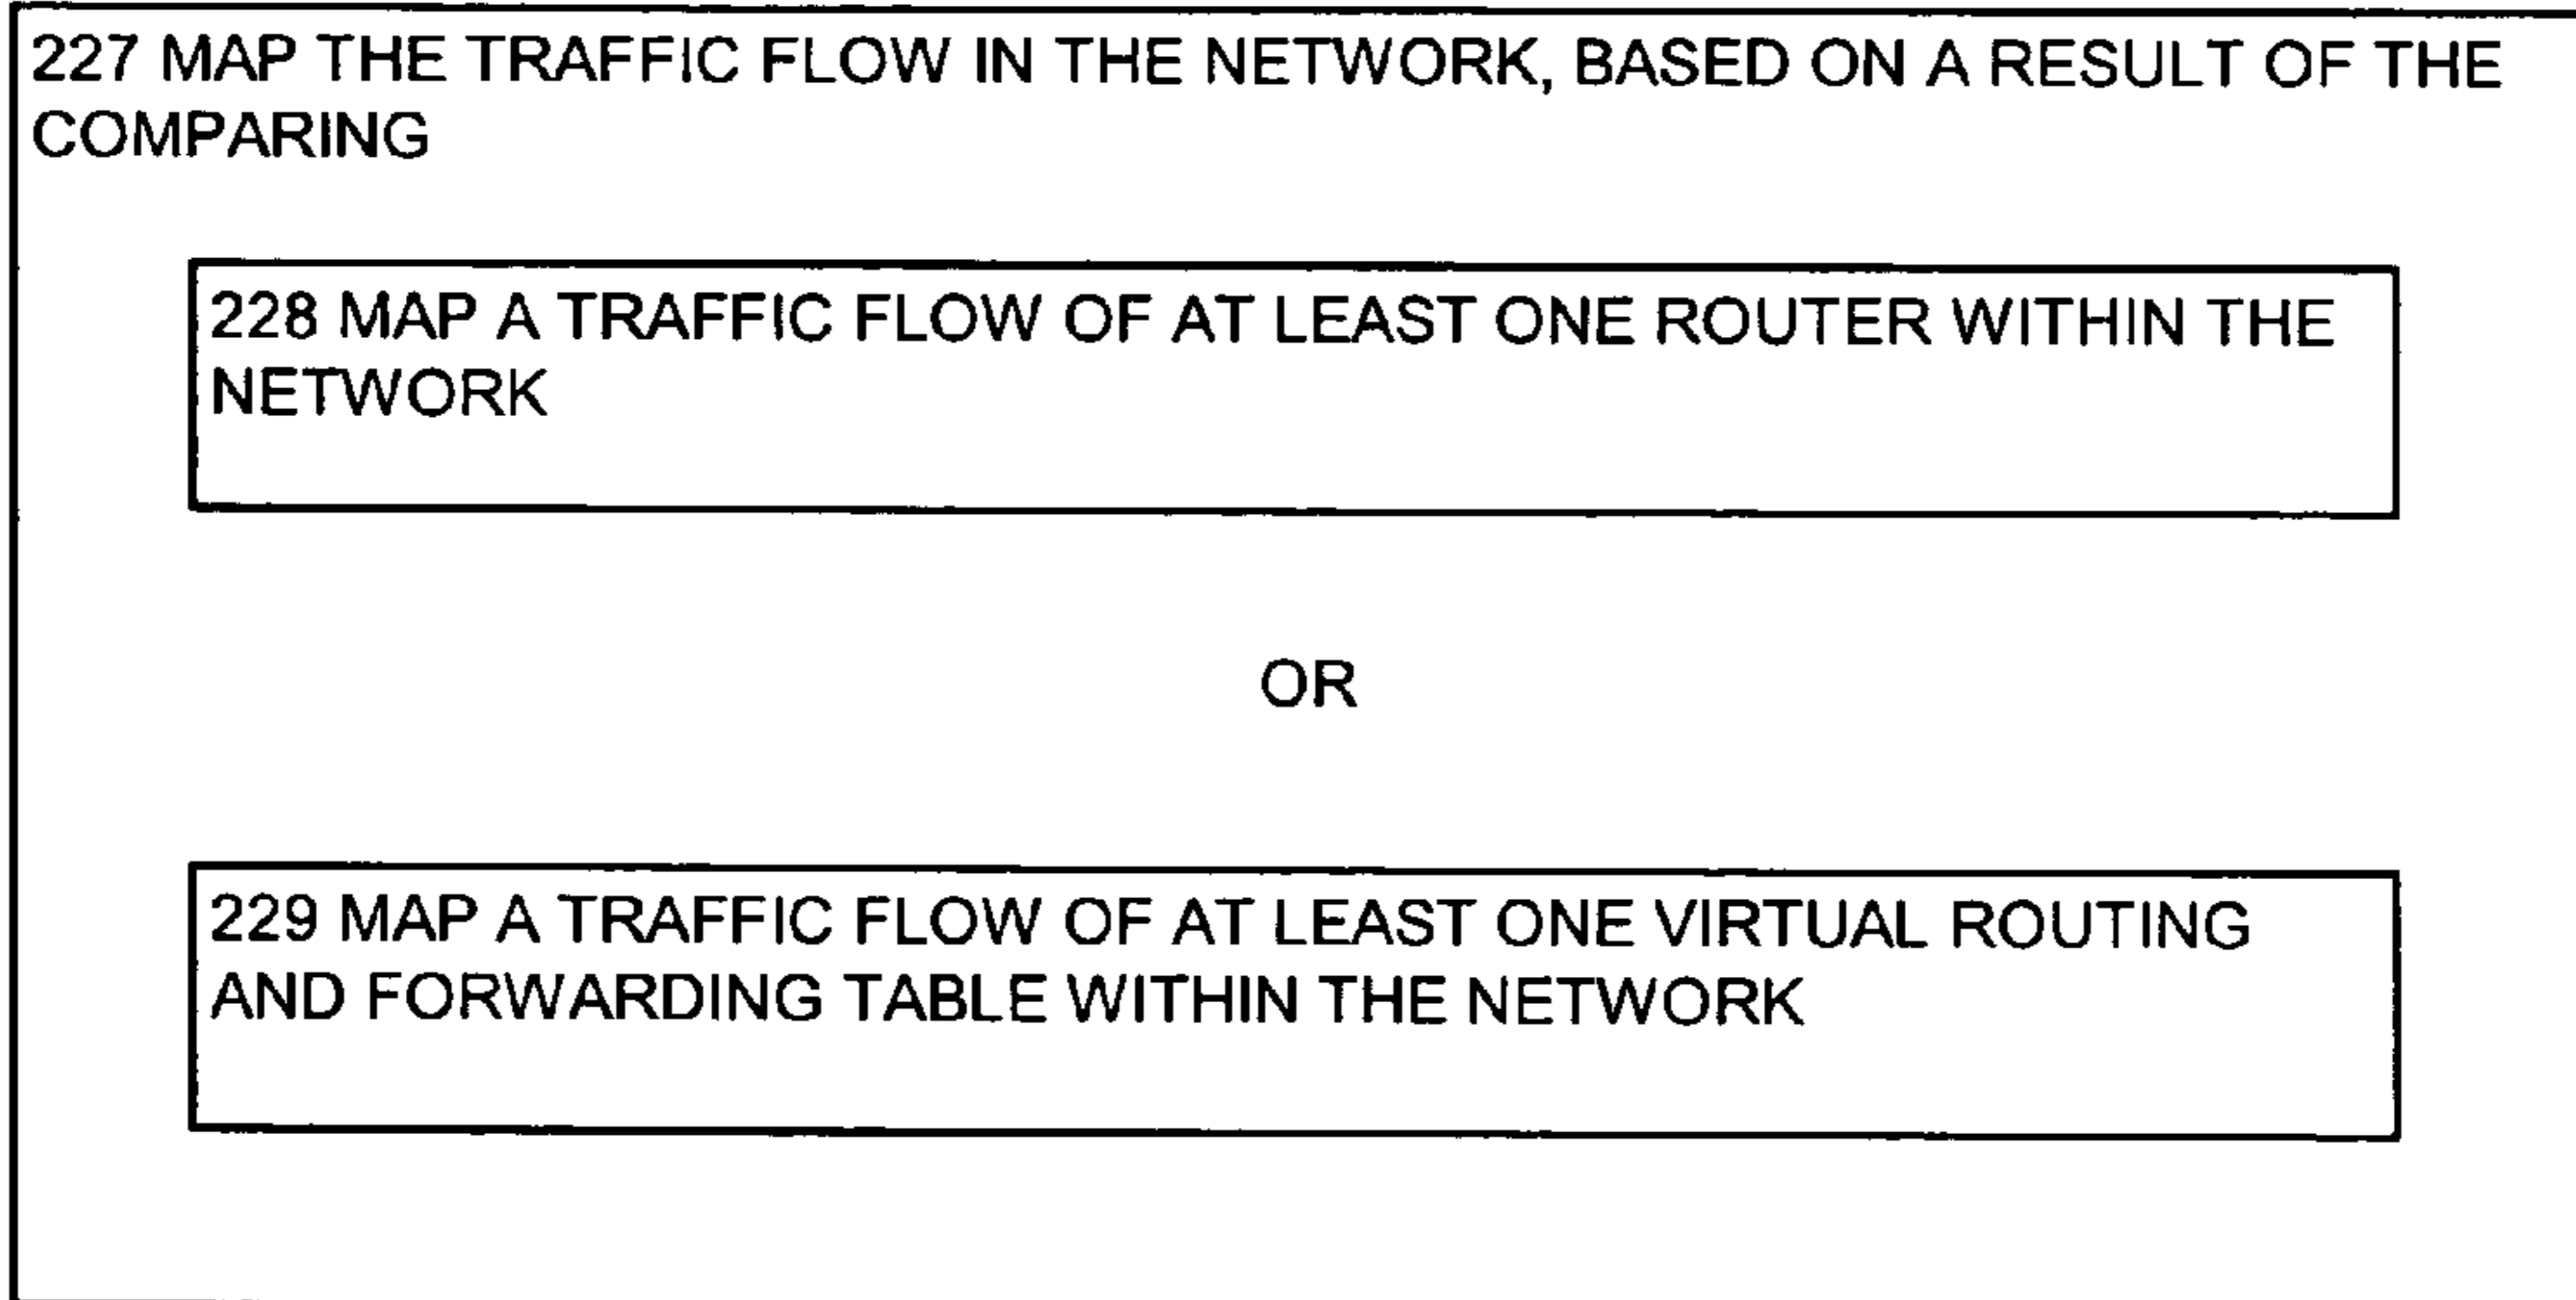 227 MAP THE TRAFFIC FLOW IN THE NETWORK, BASED ON A RESULT OF THE
COMPARING
228 MAP A TRAFFIC FLOW OF AT LEAST ONE ROUTER WITHIN THE
NETWORK
OR
229 MAP A TRAFFIC FLOW OF AT LEAST ONE VIRTUAL ROUTING
AND FORWARDING TABLE WITHIN THE NETWORK